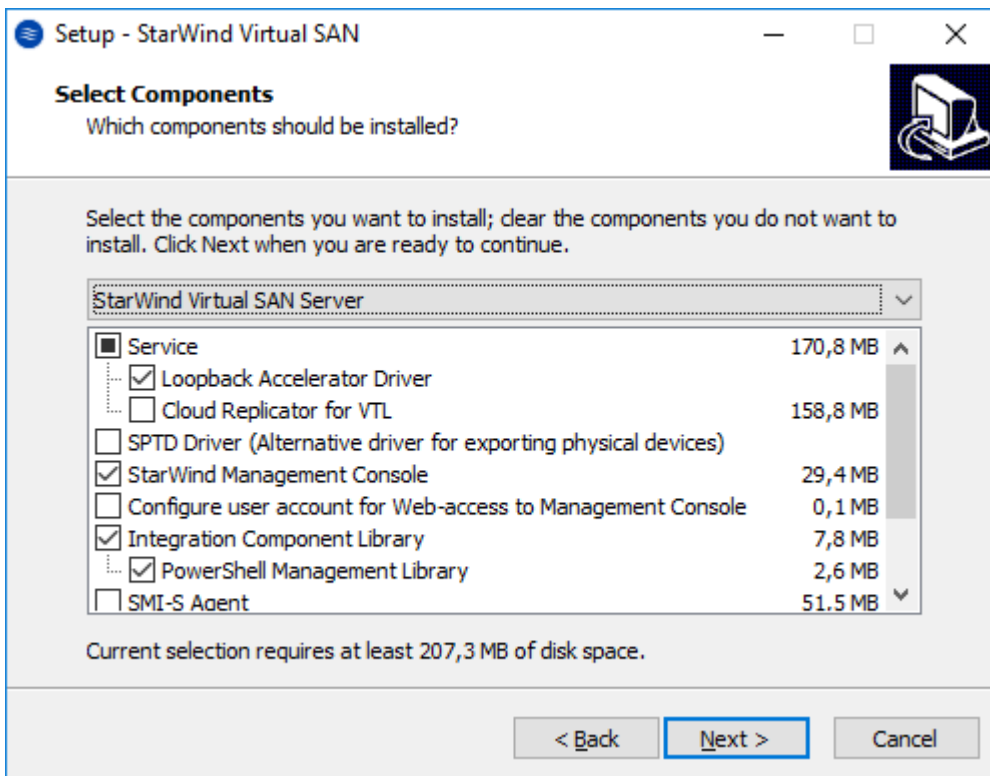 Setup - StarWind Virtual SAN
Select Components
Which components should be installed?
Select the components you want to install; clear the components you do not want to
install. Click Next when you are ready to continue.
StarWind Virtual SAN Server
Service 170,8 MB
Loopback Accelerator Driver
Cloud Replicator for VTL 158,8 MB
SPTD Driver (Alternative driver for exporting physical devices)
StarWind Management Console 29,4 MB
Configure user account for Web-access to Management Console 0,1 MB
Integration Component Library 7,8 MB
PowerShell Management Library 2,6 MB
SMI-S Agent 51,5 MB
Current selection requires at least 207,3 MB of disk space.
< Back Next > Cancel